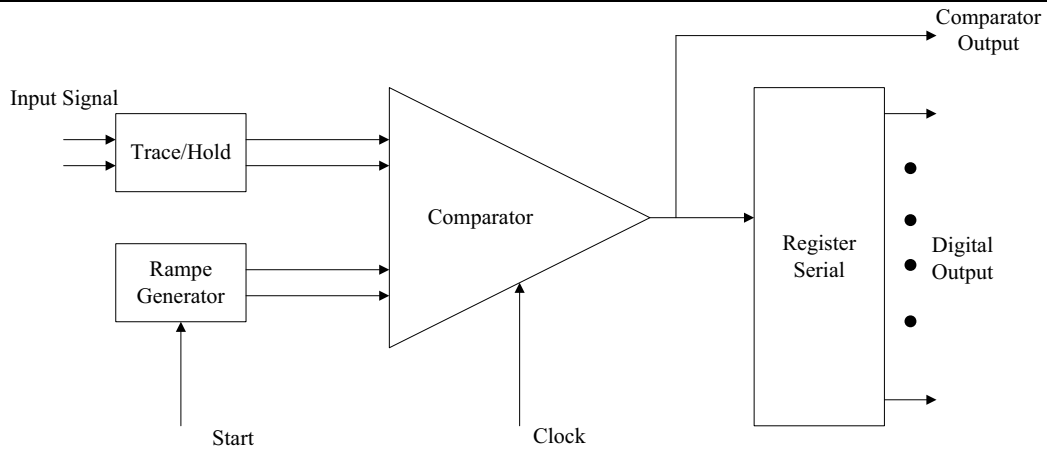 Comparator
Output
Input Signal
Trace/Hold
Comparator
Rampe
Generator
Register
Serial
Digital
Output
Start
Clock